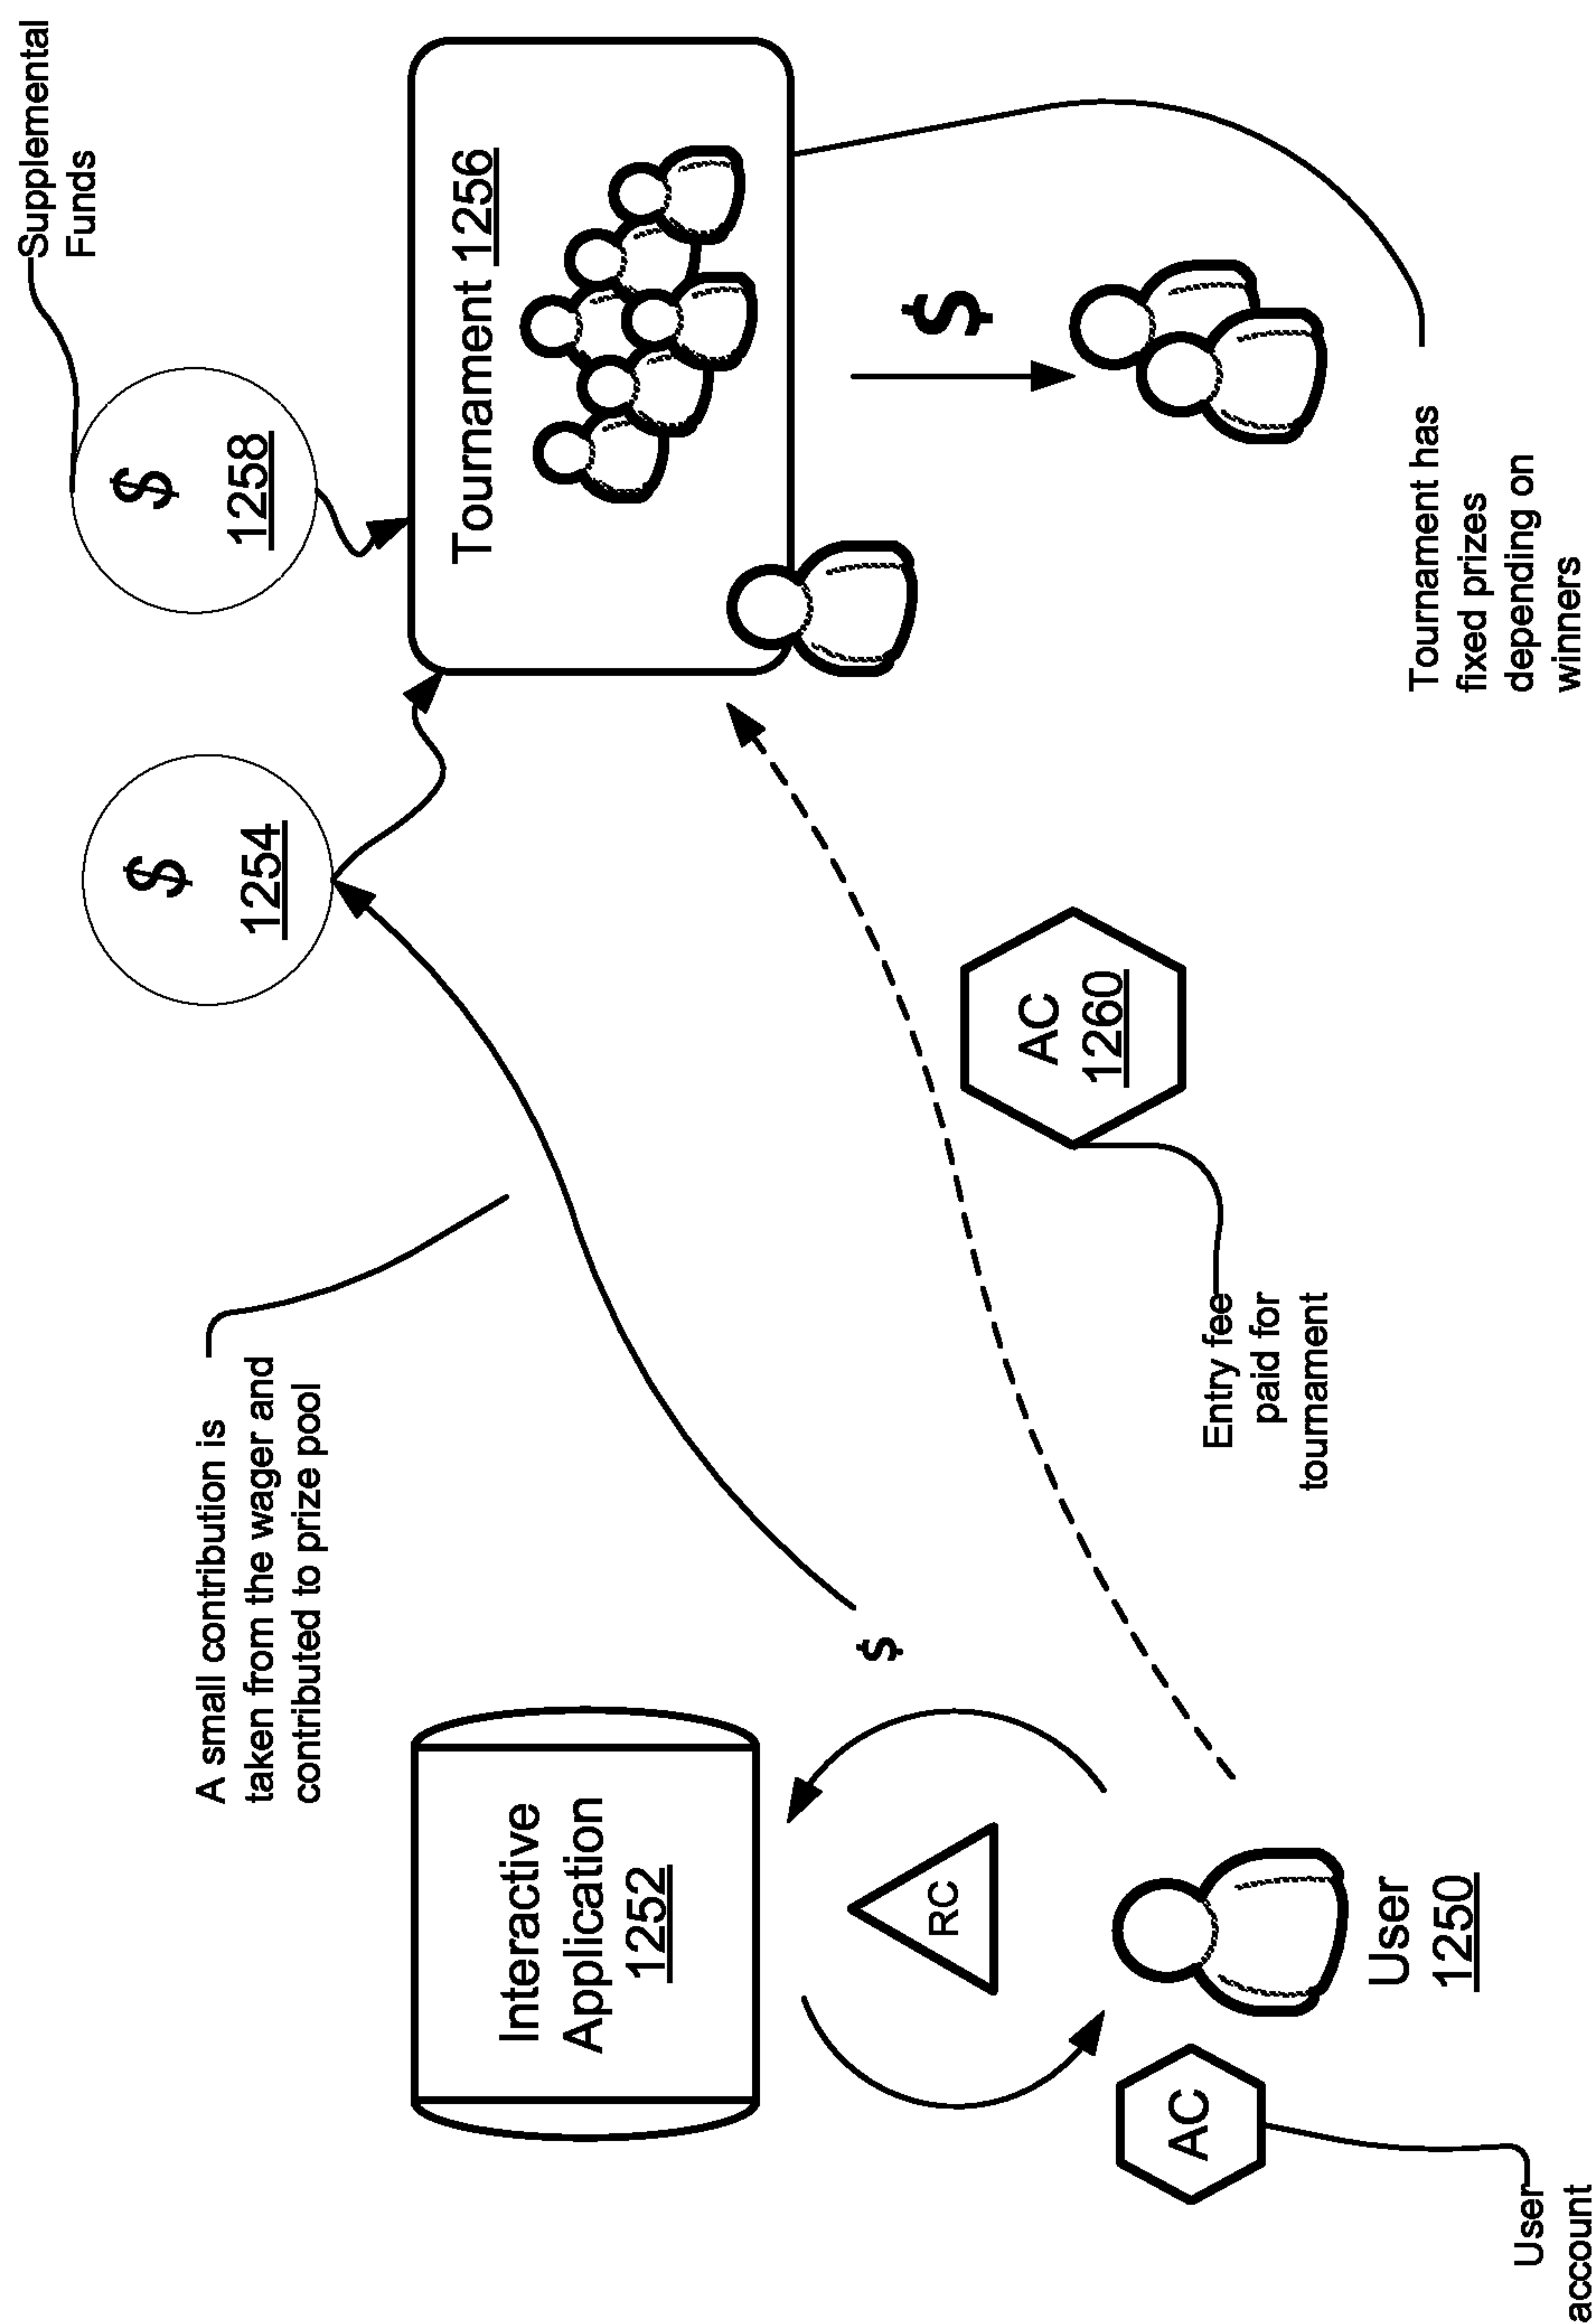 Supplemental
Funds
$
1258
$
1254
A small contribution is
taken from the wager and
contributed to prize pool
Tournament 1256
$
Tournament has
fixed prizes
depending on
winners
Interactive
Application
1252
$
RC
AC
1260
Entry fee
paid for
tournament
AC
User
1250
User
account